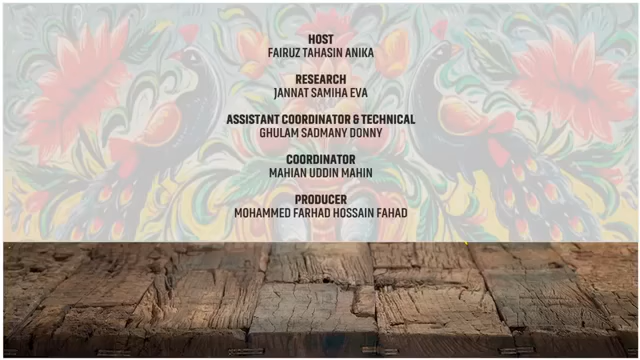 HOST
FAIRUZ TAHASIN ANIKA
RESEARCH
JANNAT SAMIHA EVA
ASSISTANT COORDINATOR & TECHNICAL
GHULAM SADMANY DONNY
COORDINATOR
MAHIAN UDDIN MAHIN
PRODUCER
MOHAMMED FARHAD HOSSAIN FAHAD